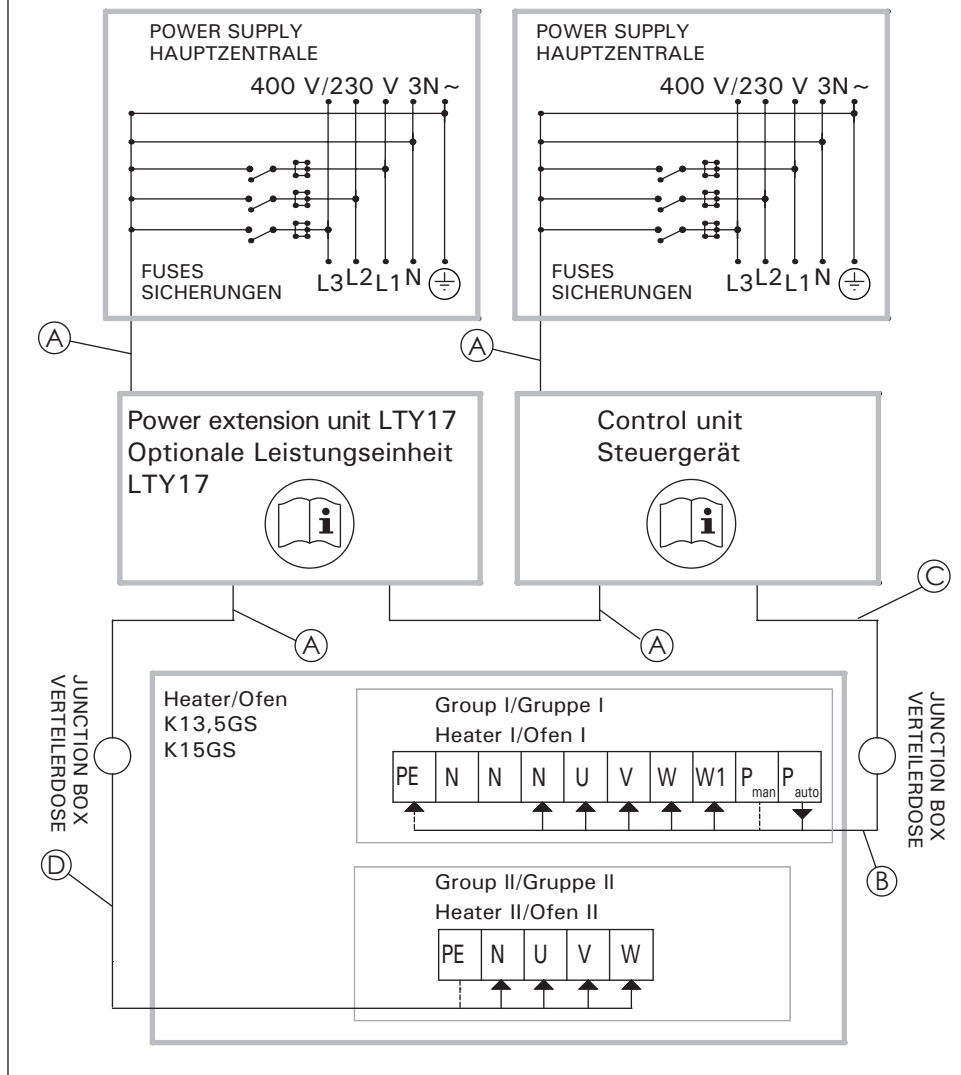 POWER SUPPLY
HAUPTZENTRALE
400 V/230 V 3N~
FUSES
SICHERUNGEN
L3 L2 L1 N
POWER SUPPLY
HAUPTZENTRALE
400 V/230 V 3N~
FUSES
SICHERUNGEN
L3 L2 L1 N
A
A
Power extension unit LTY17
Optionale Leistungseinheit
LTY17
i
Control unit
Steuergerät
i
C
A
A
JUNCTION BOX
VERTEILERDOSE
Heater/Ofen
K13,5GS
K15GS
Group I/Gruppe I
Heater I/Ofen I
PE N N N U V W W1 Pman Pauto
JUNCTION BOX
VERTEILERDOSE
D
B
Group II/Gruppe II
Heater II/Ofen II
PE N U V W